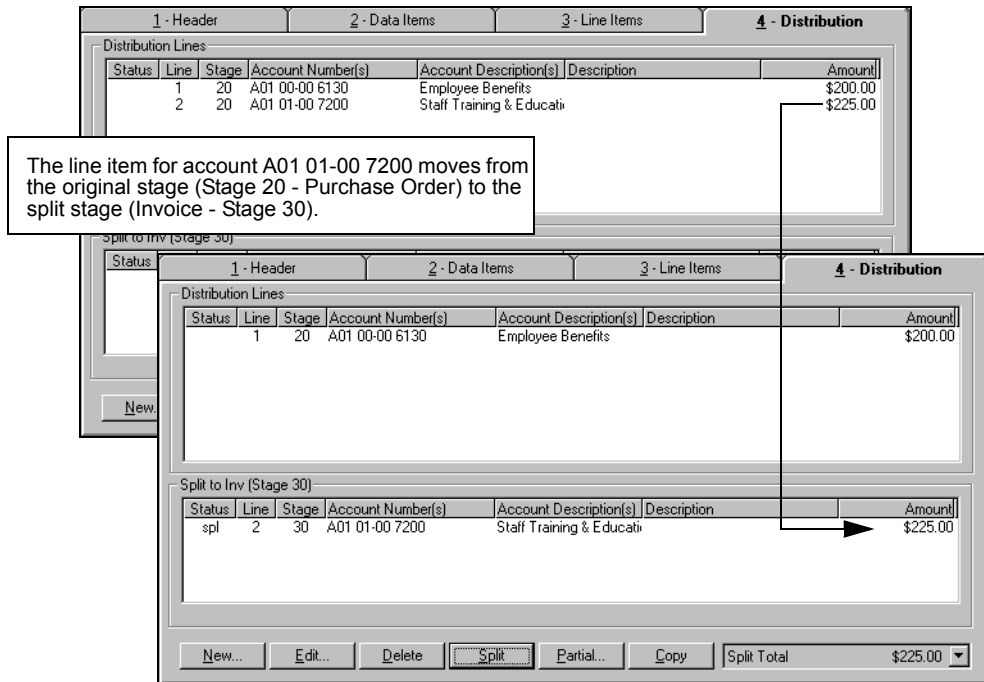 1 - Header 2 - Data Items 3 - Line Items 4 - Distribution
Distribution Lines
Status Line Stage Account Number(s) Account Description(s) Description Amount
1 20 A01 00-00 6130 Employee Benefits $200.00
2 20 A01 01-00 7200 Staff Training & Educati $225.00
The line item for account A01 01-00 7200 moves from
the original stage (Stage 20 - Purchase Order) to the
split stage (Invoice - Stage 30).
Split to Inv (Stage 30)
Status
New.
1 - Header 2 - Data Items 3 - Line Items 4 - Distribution
Distribution Lines
Status Line Stage Account Number(s) Account Description(s) Description Amount
1 20 A01 00-00 6130 Employee Benefits $200.00
Split to Inv (Stage 30)
Status Line Stage Account Number(s) Account Description(s) Description Amount
spl 2 30 A01 01-00 7200 Staff Training & Educati $225.00
New... Edit... Delete Split Partial... Copy Split Total $225.00